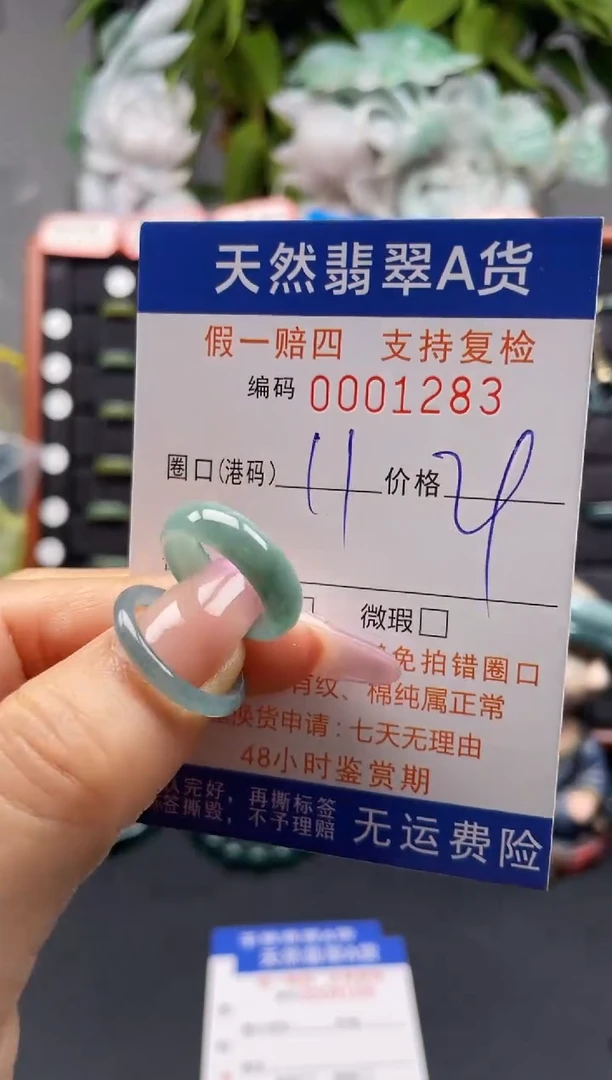 天然翡翠A货
假一赔四 支持复检
编码 0001283
圈口(港码) 11 价格
微瑕□
免拍错圈口
纹、棉纯属正常
换货申请:七天无理由
48小时鉴赏期
完好，再撕标签
签撕毁，不予理赔
无运费险